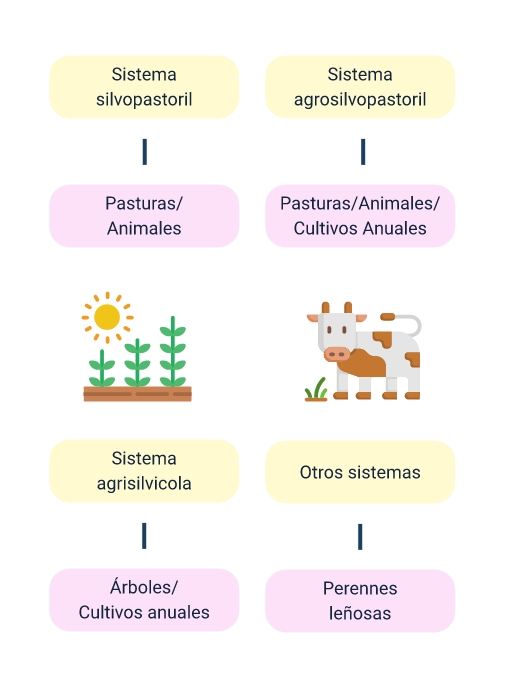 Sistema
silvopastoril
Sistema
agrosilvopastoril
Pasturas/
Animales
Pasturas/Animales/
Cultivos Anuales
Sistema
agrisilvicola
Otros sistemas
Árboles/
Cultivos anuales
Perennes
leñosas